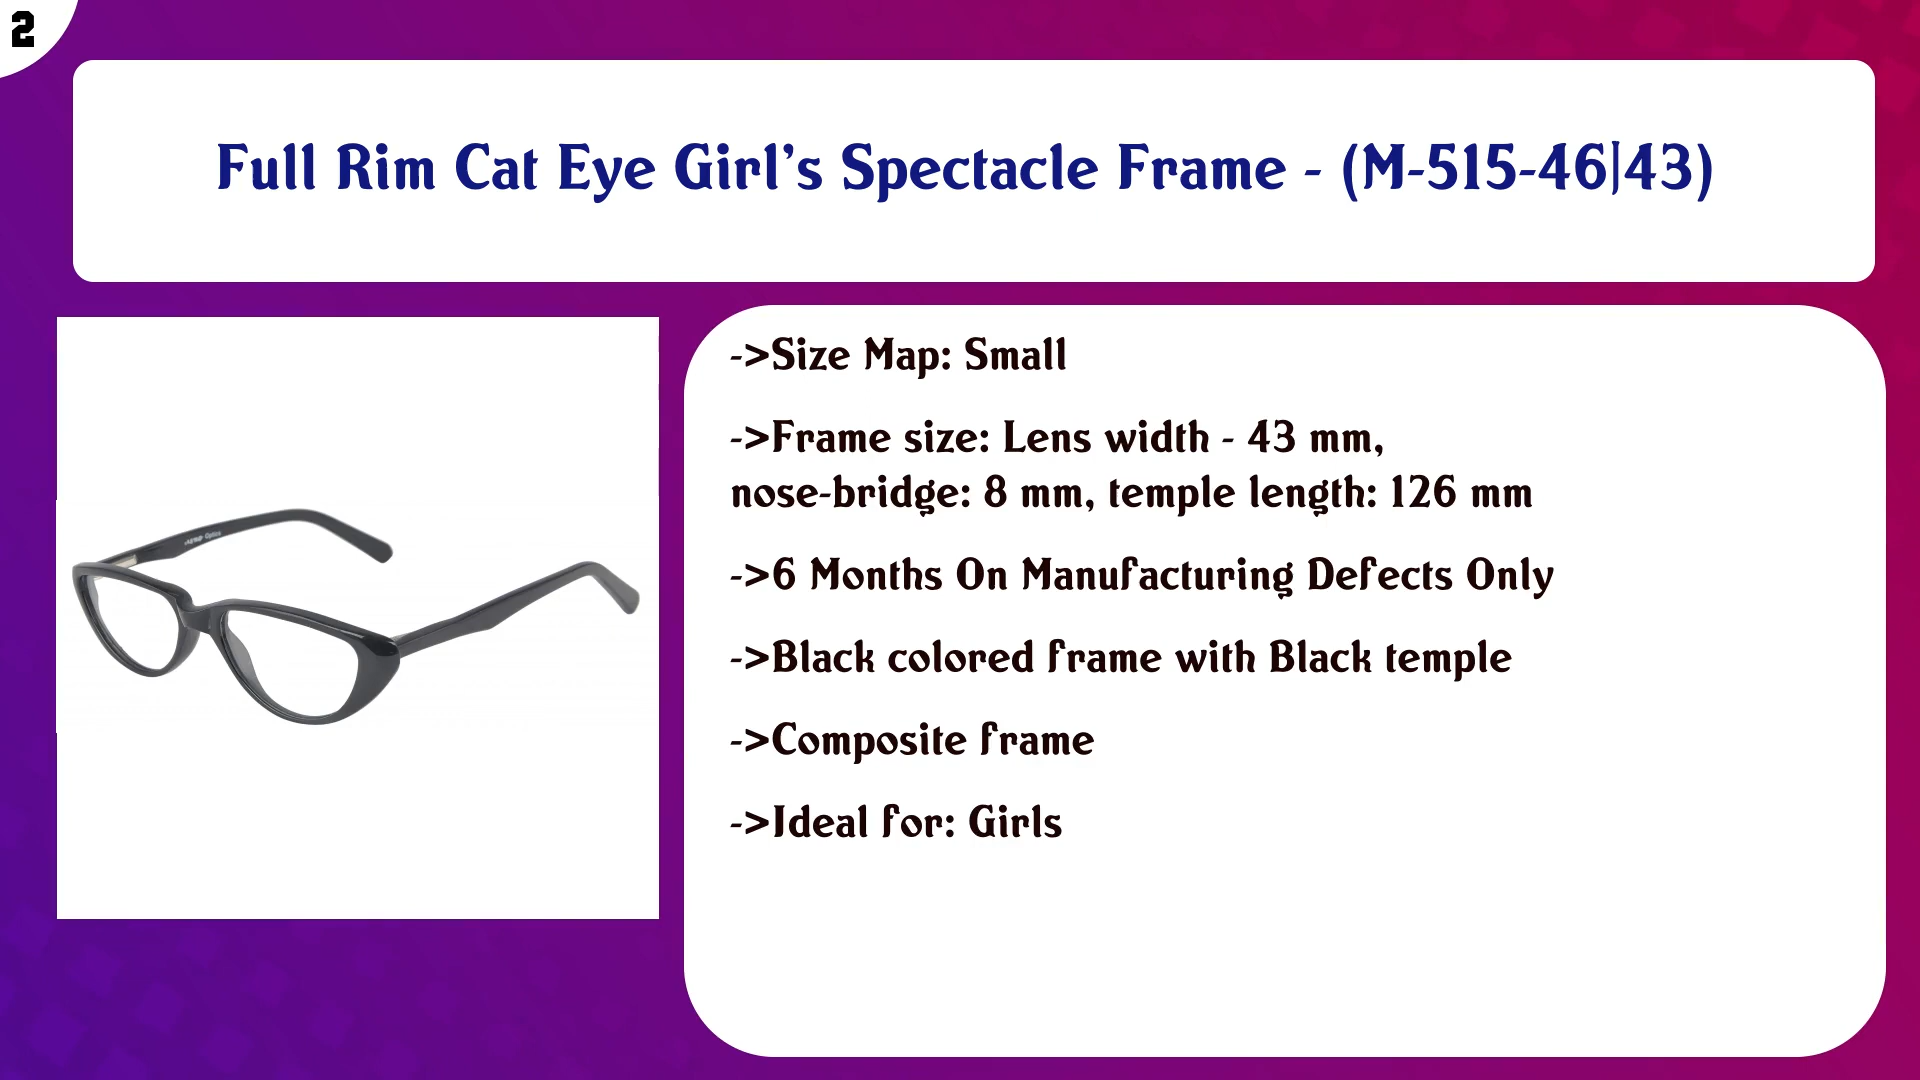 2
Full Rim Cat Eye Girl's Spectacle Frame - (M-515-46|43)
->Size Map: Small
->Frame size: Lens width - 43 mm,
nose-bridge: 8 mm, temple length: 126 mm
->6 Months On Manufacturing Defects Only
->Black colored frame with Black temple
->Composite frame
->Ideal for: Girls